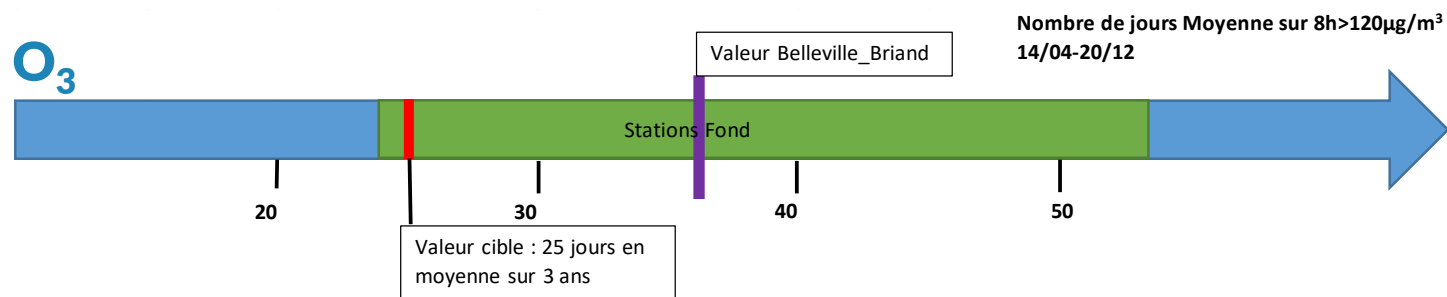 Nombre de jours Moyenne sur 8h>120µg/m³
14/04-20/12
O₃
Valeur Belleville_Briand
Stations Fond
20
30
40
50
Valeur cible : 25 jours en
moyenne sur 3 ans